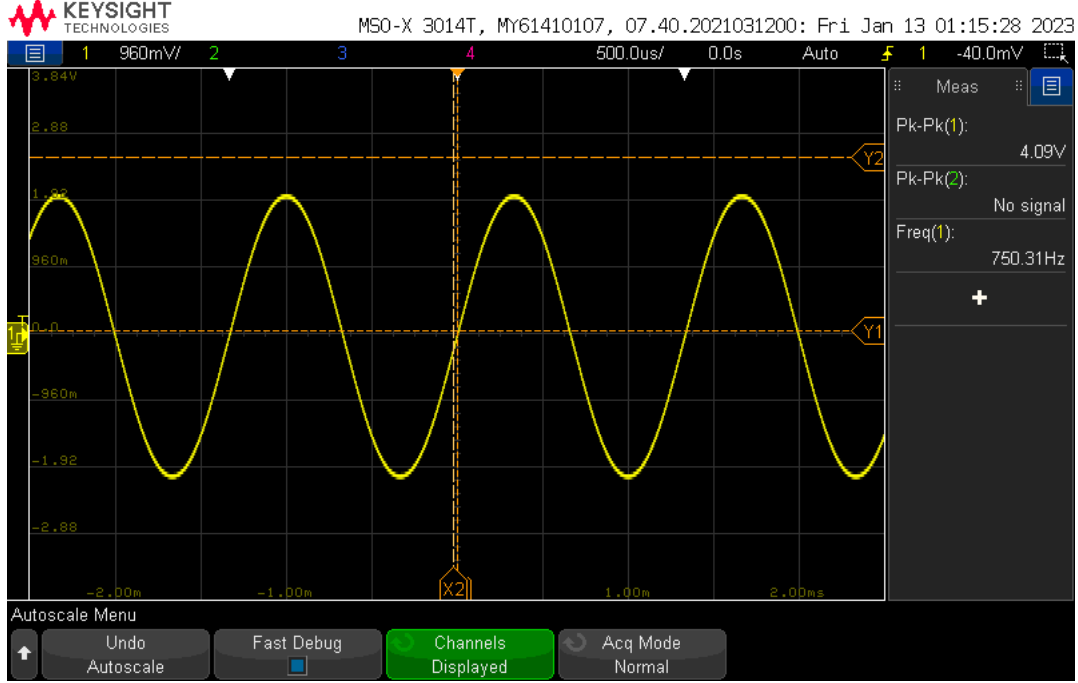 KEYSIGHT
TECHNOLOGIES
MSO-X 3014T, MY61410107, 07.40.2021031200: Fri Jan 13 01:15:28 2023
1 960mV/ 2 3 4 500.0us/ 0.0s Auto 1 -40.0mV
3.84V
2.88
1.92
960m
0.0
-960m
-1.92
-2.88
-2.00m -1.00m 1.00m 2.00ms
Y2
Y1
X2
1
T
Meas
Pk-Pk(1):
4.09V
Pk-Pk(2):
No signal
Freq(1):
750.31Hz
+
Autoscale Menu
Undo
Autoscale
Fast Debug
Channels
Displayed
Acq Mode
Normal